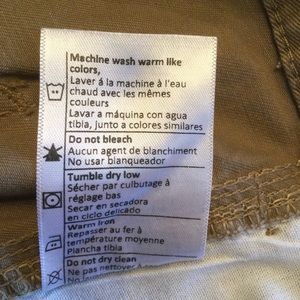 Machine wash warm like
colors,
Laver á la machine à l'eau
chaud avec les mêmes
couleurs
Lavar a máquina con agua
tibia, junto a colores similares
Do not bleach
Aucun agent de blanchiment
No usar blanqueador
Tumble dry low
Sécher par culbutage à
réglage bas
Secar en secadora
en ciclo delicado
Warm Iron
Repasser au fer à
température moyenne
Plancha tibia
Do not dry clean
Ne pas nettoyer à